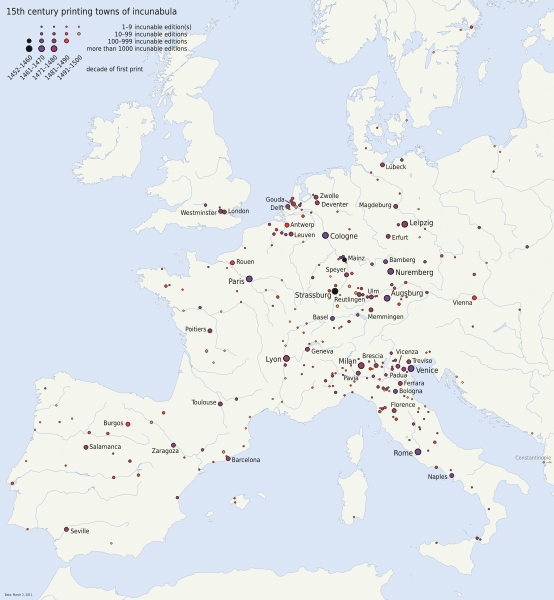 15th century printing towns of incunabula
1–9 incunable edition(s)
10–99 incunable editions
100–999 incunable editions
more than 1000 incunable editions
1452–1460
1461–1470
1471–1480
1481–1490
1491–1500
decade of first print
Lübeck
Gouda
Zwolle
Delft
Deventer
Magdeburg
Westminster
London
Antwerp
Leipzig
Leuven
Cologne
Erfurt
Rouen
Mainz
Bamberg
Speyer
Nuremberg
Paris
Strassburg
Ulm
Augsburg
Reutlingen
Vienna
Basel
Memmingen
Poitiers
Geneva
Vicenza
Lyon
Milan
Brescia
Treviso
Venice
Pavia
Padua
Ferrara
Bologna
Toulouse
Florence
Burgos
Salamanca
Zaragoza
Barcelona
Rome
Constantinople
Naples
Seville